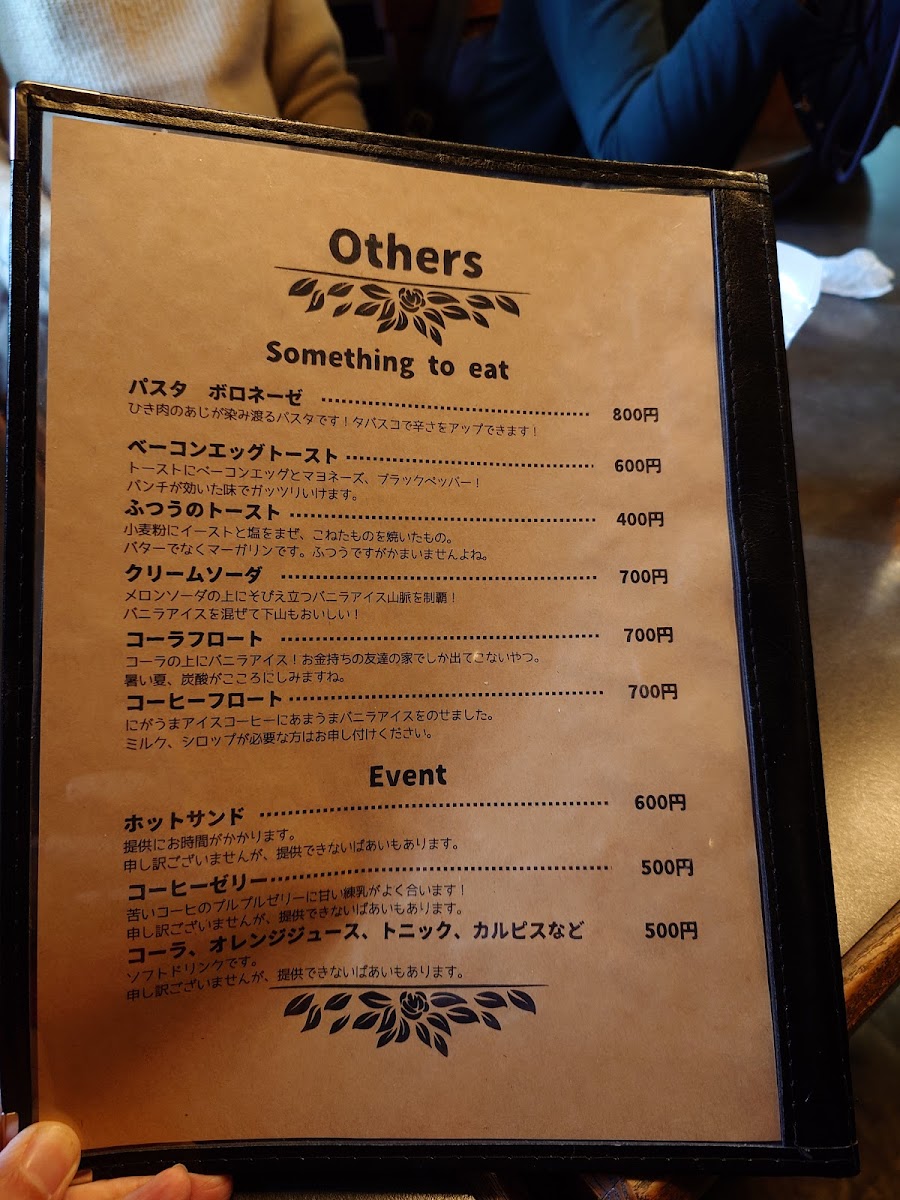 Others
Something to eat
パスタ　ボロネーゼ ………… 800円
ひき肉のあじが染み渡るパスタです！タバスコで辛さをアップできます！
ベーコンエッグトースト ………… 600円
トーストにベーコンエッグとマヨネーズ、ブラックペッパー！
パンチが効いた味でガッツリいけます。
ふつうのトースト ………… 400円
小麦粉にイーストと塩をまぜ、こねたものを焼いたもの。
バターでなくマーガリンです。ふつうですがかまいませんよね。
クリームソーダ ………… 700円
メロンソーダの上にそびえ立つバニラアイス山脈を制覇！
バニラアイスを混ぜて下山もおいしい！
コーラフロート ………… 700円
コーラの上にバニラアイス！お金持ちの友達の家でしか出てこないやつ。
暑い夏、炭酸がこころにしみますね。
コーヒーフロート ………… 700円
にがうまアイスコーヒーにあまうまバニラアイスをのせました。
ミルク、シロップが必要な方はお申し付けください。
Event
ホットサンド ………… 600円
提供にお時間がかかります。
申し訳ございませんが、提供できないばあいもあります。
コーヒーゼリー ………… 500円
苦いコーヒのプルプルゼリーに甘い練乳がよく合います！
申し訳ございませんが、提供できないばあいもあります。
コーラ、オレンジジュース、トニック、カルピスなど 500円
ソフトドリンクです。
申し訳ございませんが、提供できないばあいもあります。